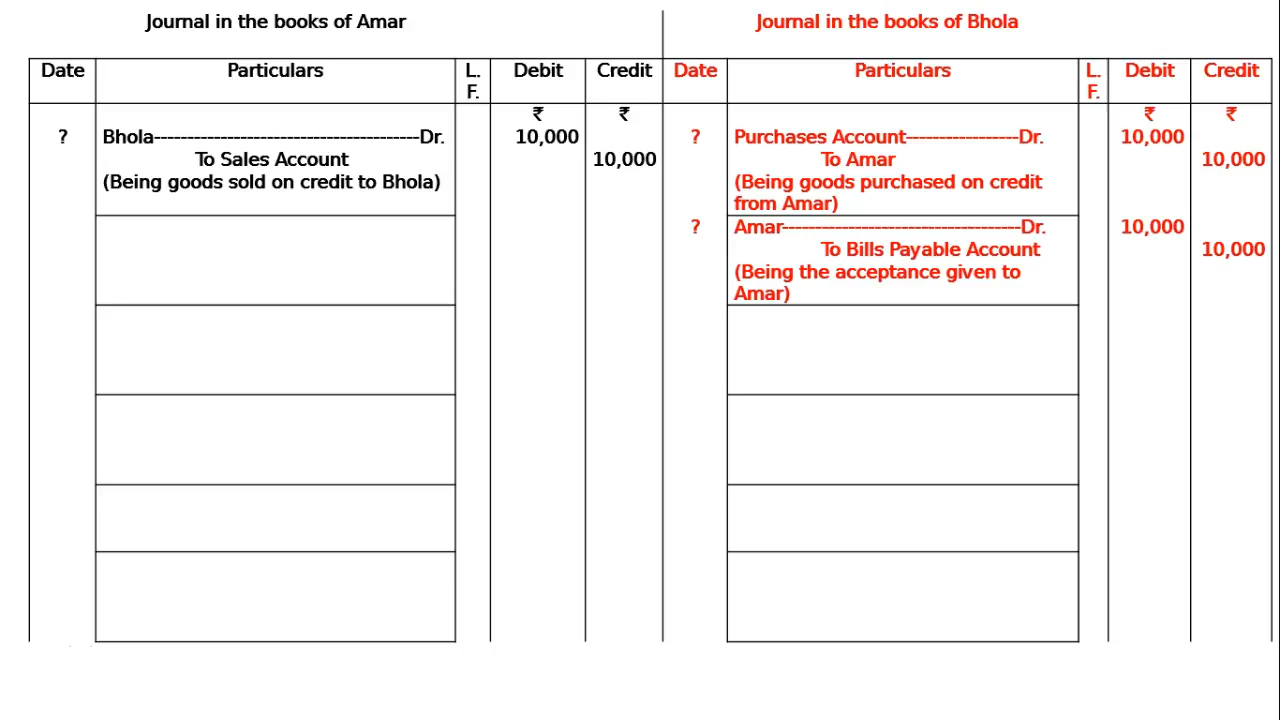 Journal in the books of Amar
Journal in the books of Bhola
Date Particulars L. F. Debit Credit Date Particulars L. F. Debit Credit
₹ ₹ ₹ ₹
? Bhola----------------------------------------Dr. 10,000 ? Purchases Account-----------------Dr. 10,000
To Sales Account 10,000 To Amar 10,000
(Being goods sold on credit to Bhola) (Being goods purchased on credit
from Amar)
? Amar------------------------------------Dr. 10,000
To Bills Payable Account 10,000
(Being the acceptance given to
Amar)